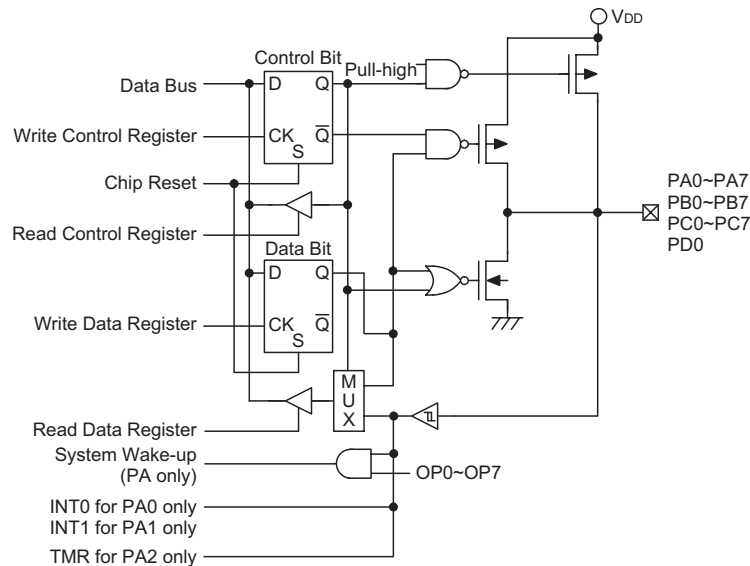 VDD
Control Bit
Pull-high
Data Bus
D
Q
Write Control Register
CK
Q
S
Chip Reset
PA0~PA7
PB0~PB7
PC0~PC7
PD0
Read Control Register
Data Bit
D
Q
Write Data Register
CK
Q
S
M
U
X
Read Data Register
System Wake-up
(PA only)
OP0~OP7
INT0 for PA0 only
INT1 for PA1 only
TMR for PA2 only